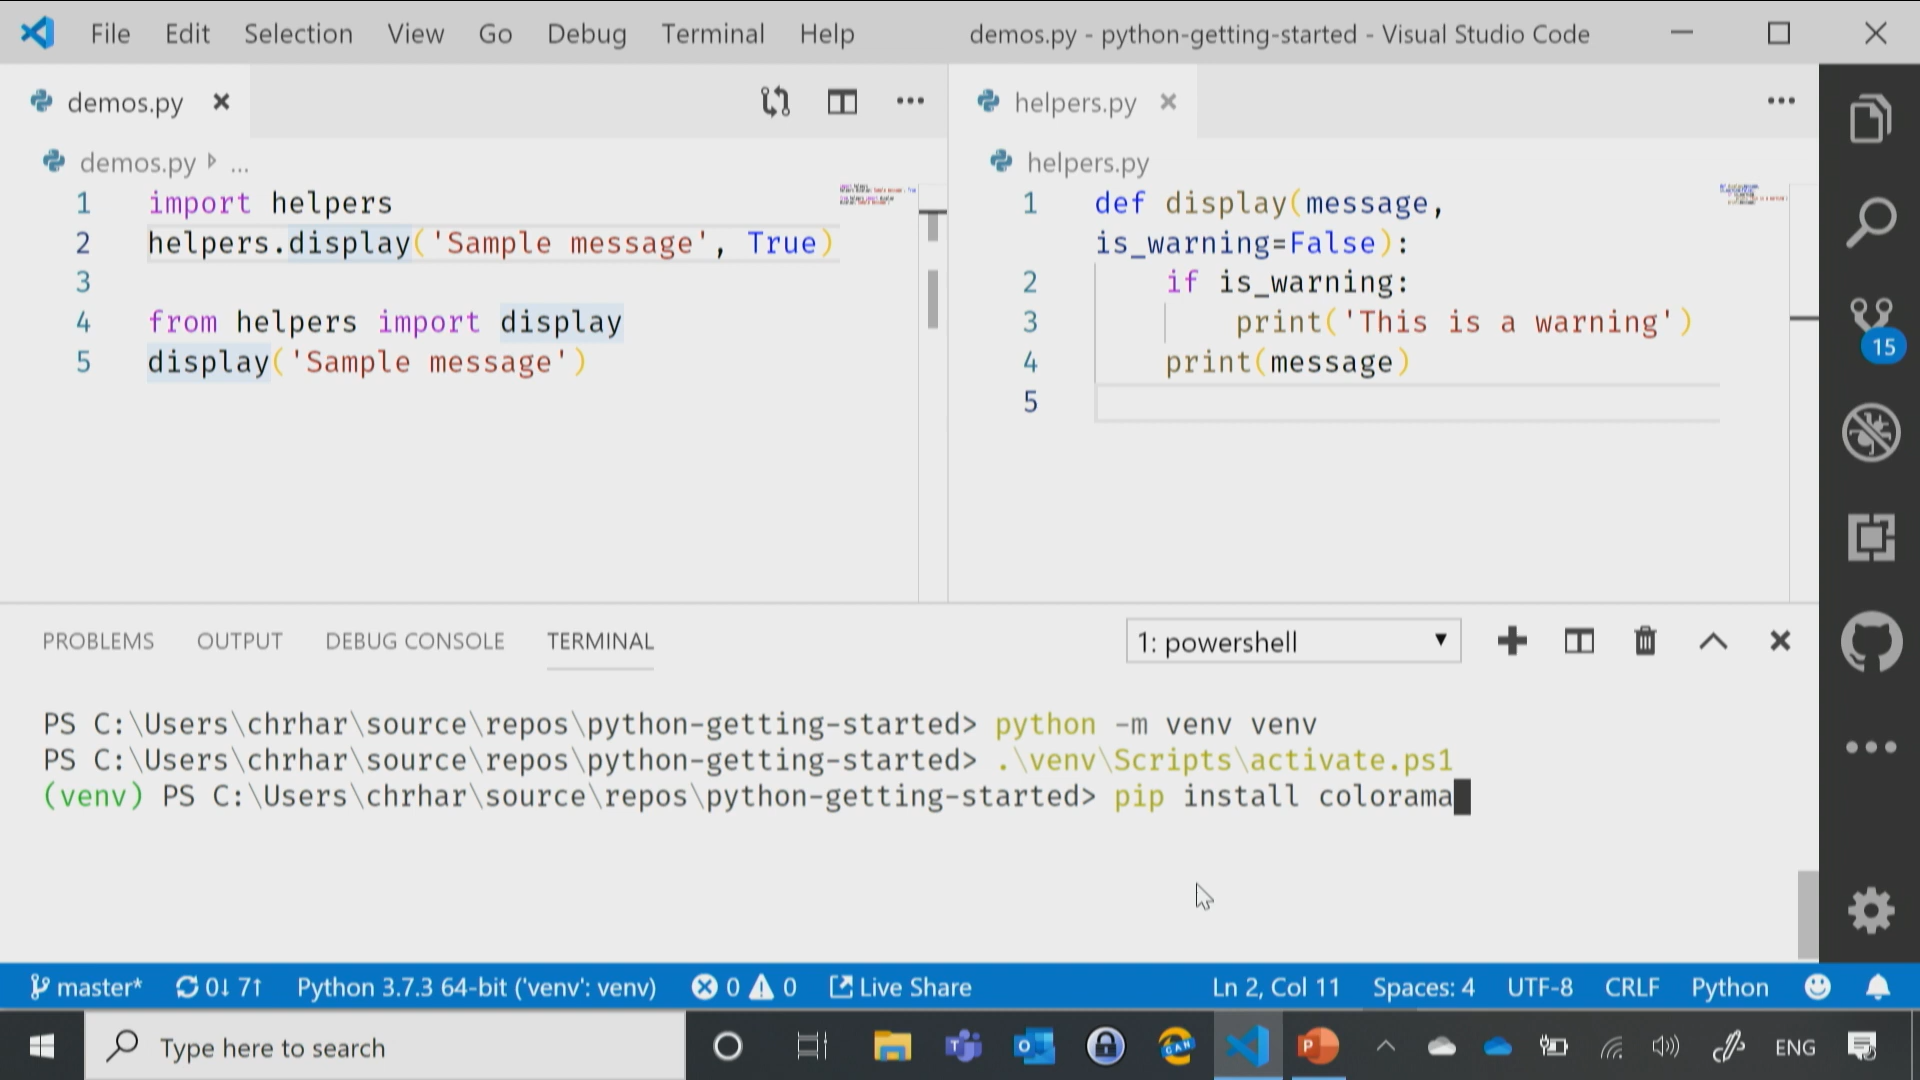 File Edit Selection View Go Debug Terminal Help demos.py - python-getting-started - Visual Studio Code
demos.py
helpers.py
demos.py ...
helpers.py
1 import helpers
2 helpers.display('Sample message', True)
3
4 from helpers import display
5 display('Sample message')
1 def display(message,
is_warning=False):
2 if is_warning:
3 print('This is a warning')
4 print(message)
5
15
PROBLEMS OUTPUT DEBUG CONSOLE TERMINAL
1: powershell
PS C:\Users\chrhar\source\repos\python-getting-started> python -m venv venv
PS C:\Users\chrhar\source\repos\python-getting-started> .\venv\Scripts\activate.ps1
(venv) PS C:\Users\chrhar\source\repos\python-getting-started> pip install colorama
master* 0↓ 7↑ Python 3.7.3 64-bit ('venv': venv) 0 0 Live Share Ln 2, Col 11 Spaces: 4 UTF-8 CRLF Python
Type here to search
CAN
ENG